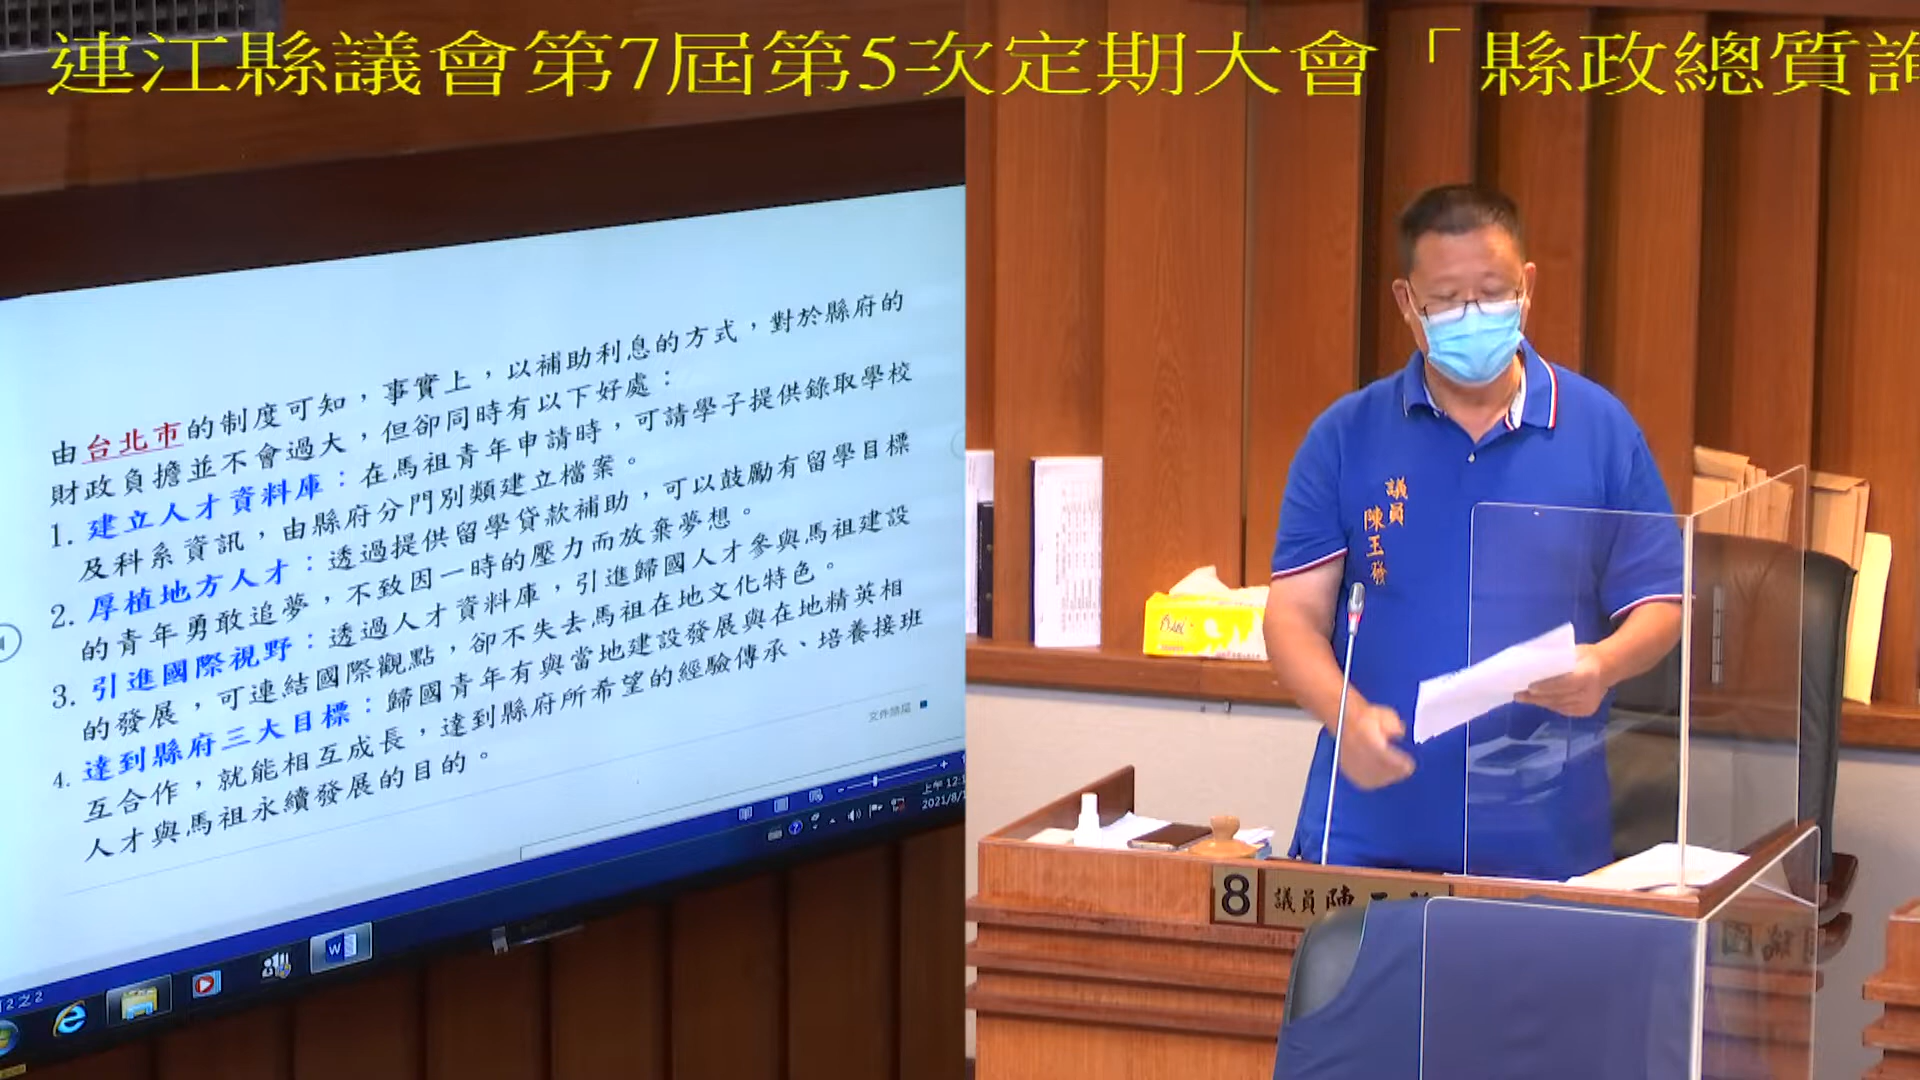 連江縣議會第7屆第5次定期大會「縣政總質詢
由台北市的制度可知，事實上，以補助利息的方式，對於縣府的
財政負擔並不會過大，但卻同時有以下好處：
1. 建立人才資料庫：在馬祖青年申請時，可請學子提供錄取學校
及科系資訊，由縣府分門別類建立檔案。
2. 厚植地方人才：透過提供留學貸款補助，可以鼓勵有留學目標
的青年勇敢追夢，不致因一時的壓力而放棄夢想。
3. 引進國際視野：透過人才資料庫，引進歸國人才參與馬祖建設
的發展，可連結國際觀點，卻不失去馬祖在地文化特色。
4. 達到縣府三大目標：歸國青年有與當地建設發展與在地精英相
互合作，就能相互成長，達到縣府所希望的經驗傳承、培養接班
人才與馬祖永續發展的目的。
文件結尾
上午 12:1
2021/8/1
2之2
W
議員
陳玉發
8
議員陳